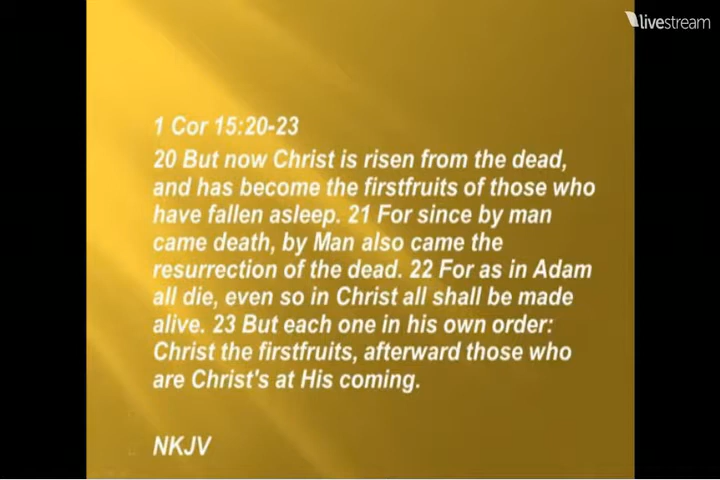 livestream
1 Cor 15:20-23
20 But now Christ is risen from the dead,
and has become the firstfruits of those who
have fallen asleep. 21 For since by man
came death, by Man also came the
resurrection of the dead. 22 For as in Adam
all die, even so in Christ all shall be made
alive. 23 But each one in his own order:
Christ the firstfruits, afterward those who
are Christ's at His coming.
NKJV